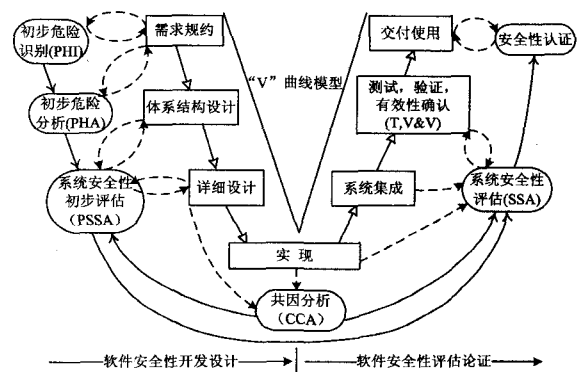 初步危险
识别(PHI)
需求规约
交付使用
安全性认证
“V”曲线模型
初步危险
分析(PHA)
体系结构设计
测试，验证，
有效性确认
(T,V&V)
系统安全性
初步评估
(PSSA)
详细设计
系统集成
系统安全性
评估(SSA)
实 现
共因分析
(CCA)
软件安全性开发设计
软件安全性评估论证